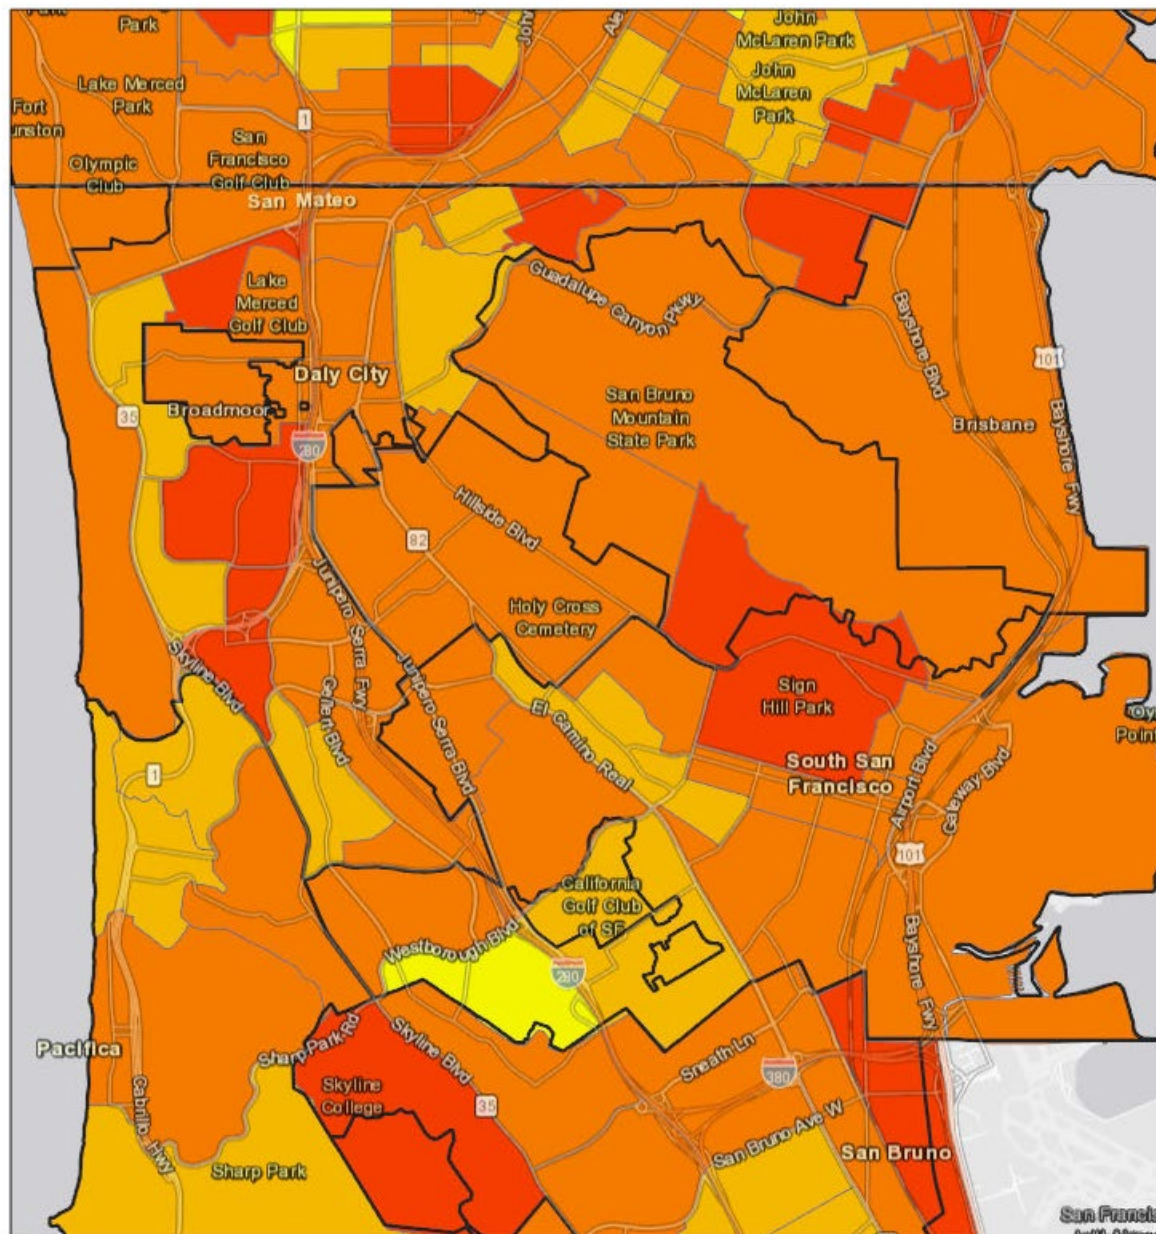 Park
John
McLaren Park
Lake Merced
Park
John
McLaren
Park
Fort
1
San
Francisco
Golf Club
Olympic
Club
San Mateo
Guadalupe Canyon Pkwy
Lake
Merced
Golf Club
Bayshore Blvd
101
Daly City
San Bruno
Mountain
State Park
Broadmoor
35
Brisbane
280
Bayshore Fwy
Hillside Blvd
82
Junipero Serra Fwy
Holy Cross
Cemetery
Skyline Blvd
Gellert Blvd
Junipero Serra Blvd
Sign
Hill Park
El Camino Real
1
South San
Francisco
Airport Blvd
Gateway Blvd
101
California
Golf Club
of SF
Westborough Blvd
280
Bayshore Fwy
Pacifica
Sharp Park Rd
Skyline Blvd
Sneath Ln
380
Skyline
College
35
Cabrillo Hwy
San Bruno Ave W
San Bruno
Sharp Park